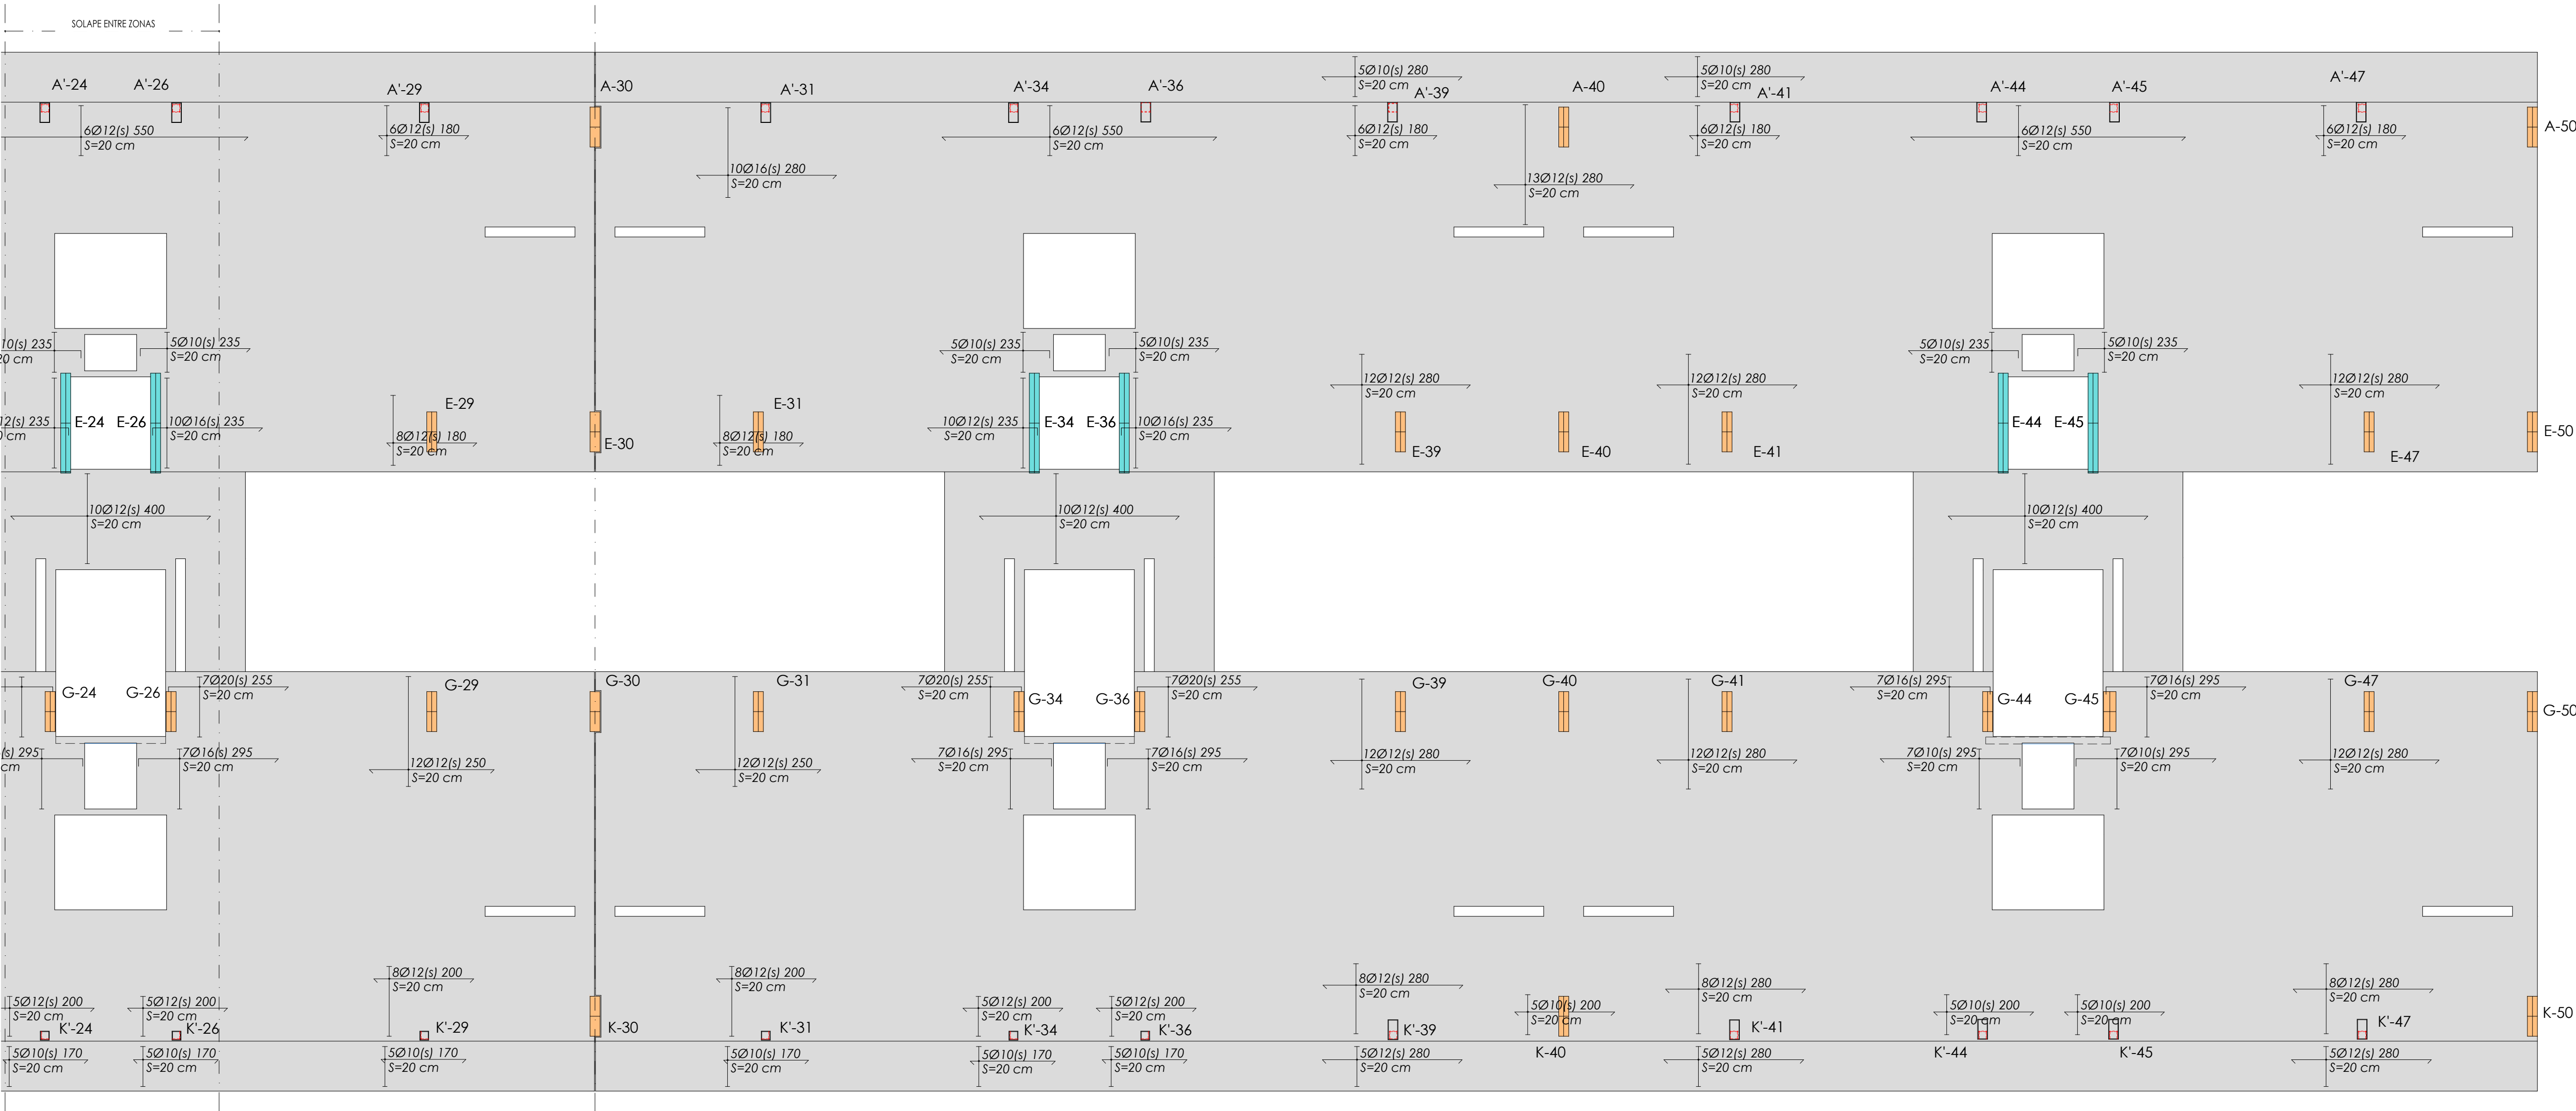 SOLAPE ENTRE ZONAS
5Ø10(s) 280
S=20 cm
5Ø10(s) 280
S=20 cm
A'-24
A'-26
A'-29
A-30
A'-31
A'-34
A'-36
A'-39
A-40
A'-41
A'-44
A'-45
A'-47
A-50
6Ø12(s) 550
S=20 cm
6Ø12(s) 180
S=20 cm
10Ø16(s) 280
S=20 cm
6Ø12(s) 550
S=20 cm
6Ø12(s) 180
S=20 cm
13Ø12(s) 280
S=20 cm
6Ø12(s) 180
S=20 cm
6Ø12(s) 550
S=20 cm
6Ø12(s) 180
S=20 cm
10(s) 235
20 cm
5Ø10(s) 235
S=20 cm
5Ø10(s) 235
S=20 cm
5Ø10(s) 235
S=20 cm
5Ø10(s) 235
S=20 cm
5Ø10(s) 235
S=20 cm
12Ø12(s) 280
S=20 cm
12Ø12(s) 280
S=20 cm
12Ø12(s) 280
S=20 cm
12(s) 235
cm
E-24
E-26
10Ø16(s) 235
S=20 cm
E-29
8Ø12(s) 180
S=20 cm
E-30
E-31
8Ø12(s) 180
S=20 cm
10Ø12(s) 235
S=20 cm
E-34
E-36
10Ø16(s) 235
S=20 cm
E-39
E-40
E-41
E-44
E-45
E-47
E-50
10Ø12(s) 400
S=20 cm
10Ø12(s) 400
S=20 cm
10Ø12(s) 400
S=20 cm
G-24
G-26
7Ø20(s) 255
S=20 cm
G-29
G-30
G-31
7Ø20(s) 255
S=20 cm
G-34
G-36
7Ø20(s) 255
S=20 cm
G-39
G-40
G-41
7Ø16(s) 295
S=20 cm
G-44
G-45
7Ø16(s) 295
S=20 cm
G-47
G-50
(s) 295
cm
7Ø16(s) 295
S=20 cm
12Ø12(s) 250
S=20 cm
12Ø12(s) 250
S=20 cm
7Ø16(s) 295
S=20 cm
7Ø16(s) 295
S=20 cm
12Ø12(s) 280
S=20 cm
12Ø12(s) 280
S=20 cm
7Ø10(s) 295
S=20 cm
7Ø10(s) 295
S=20 cm
12Ø12(s) 280
S=20 cm
5Ø12(s) 200
S=20 cm
5Ø12(s) 200
S=20 cm
8Ø12(s) 200
S=20 cm
8Ø12(s) 200
S=20 cm
5Ø12(s) 200
S=20 cm
5Ø12(s) 200
S=20 cm
8Ø12(s) 280
S=20 cm
5Ø10(s) 200
S=20 cm
8Ø12(s) 280
S=20 cm
5Ø10(s) 200
S=20 cm
5Ø10(s) 200
S=20 cm
8Ø12(s) 280
S=20 cm
K'-24
K'-26
K'-29
K-30
K'-31
K'-34
K'-36
K'-39
K-40
K'-41
K'-44
K'-45
K'-47
K-50
5Ø10(s) 170
S=20 cm
5Ø10(s) 170
S=20 cm
5Ø10(s) 170
S=20 cm
5Ø10(s) 170
S=20 cm
5Ø10(s) 170
S=20 cm
5Ø10(s) 170
S=20 cm
5Ø12(s) 280
S=20 cm
5Ø12(s) 280
S=20 cm
5Ø12(s) 280
S=20 cm